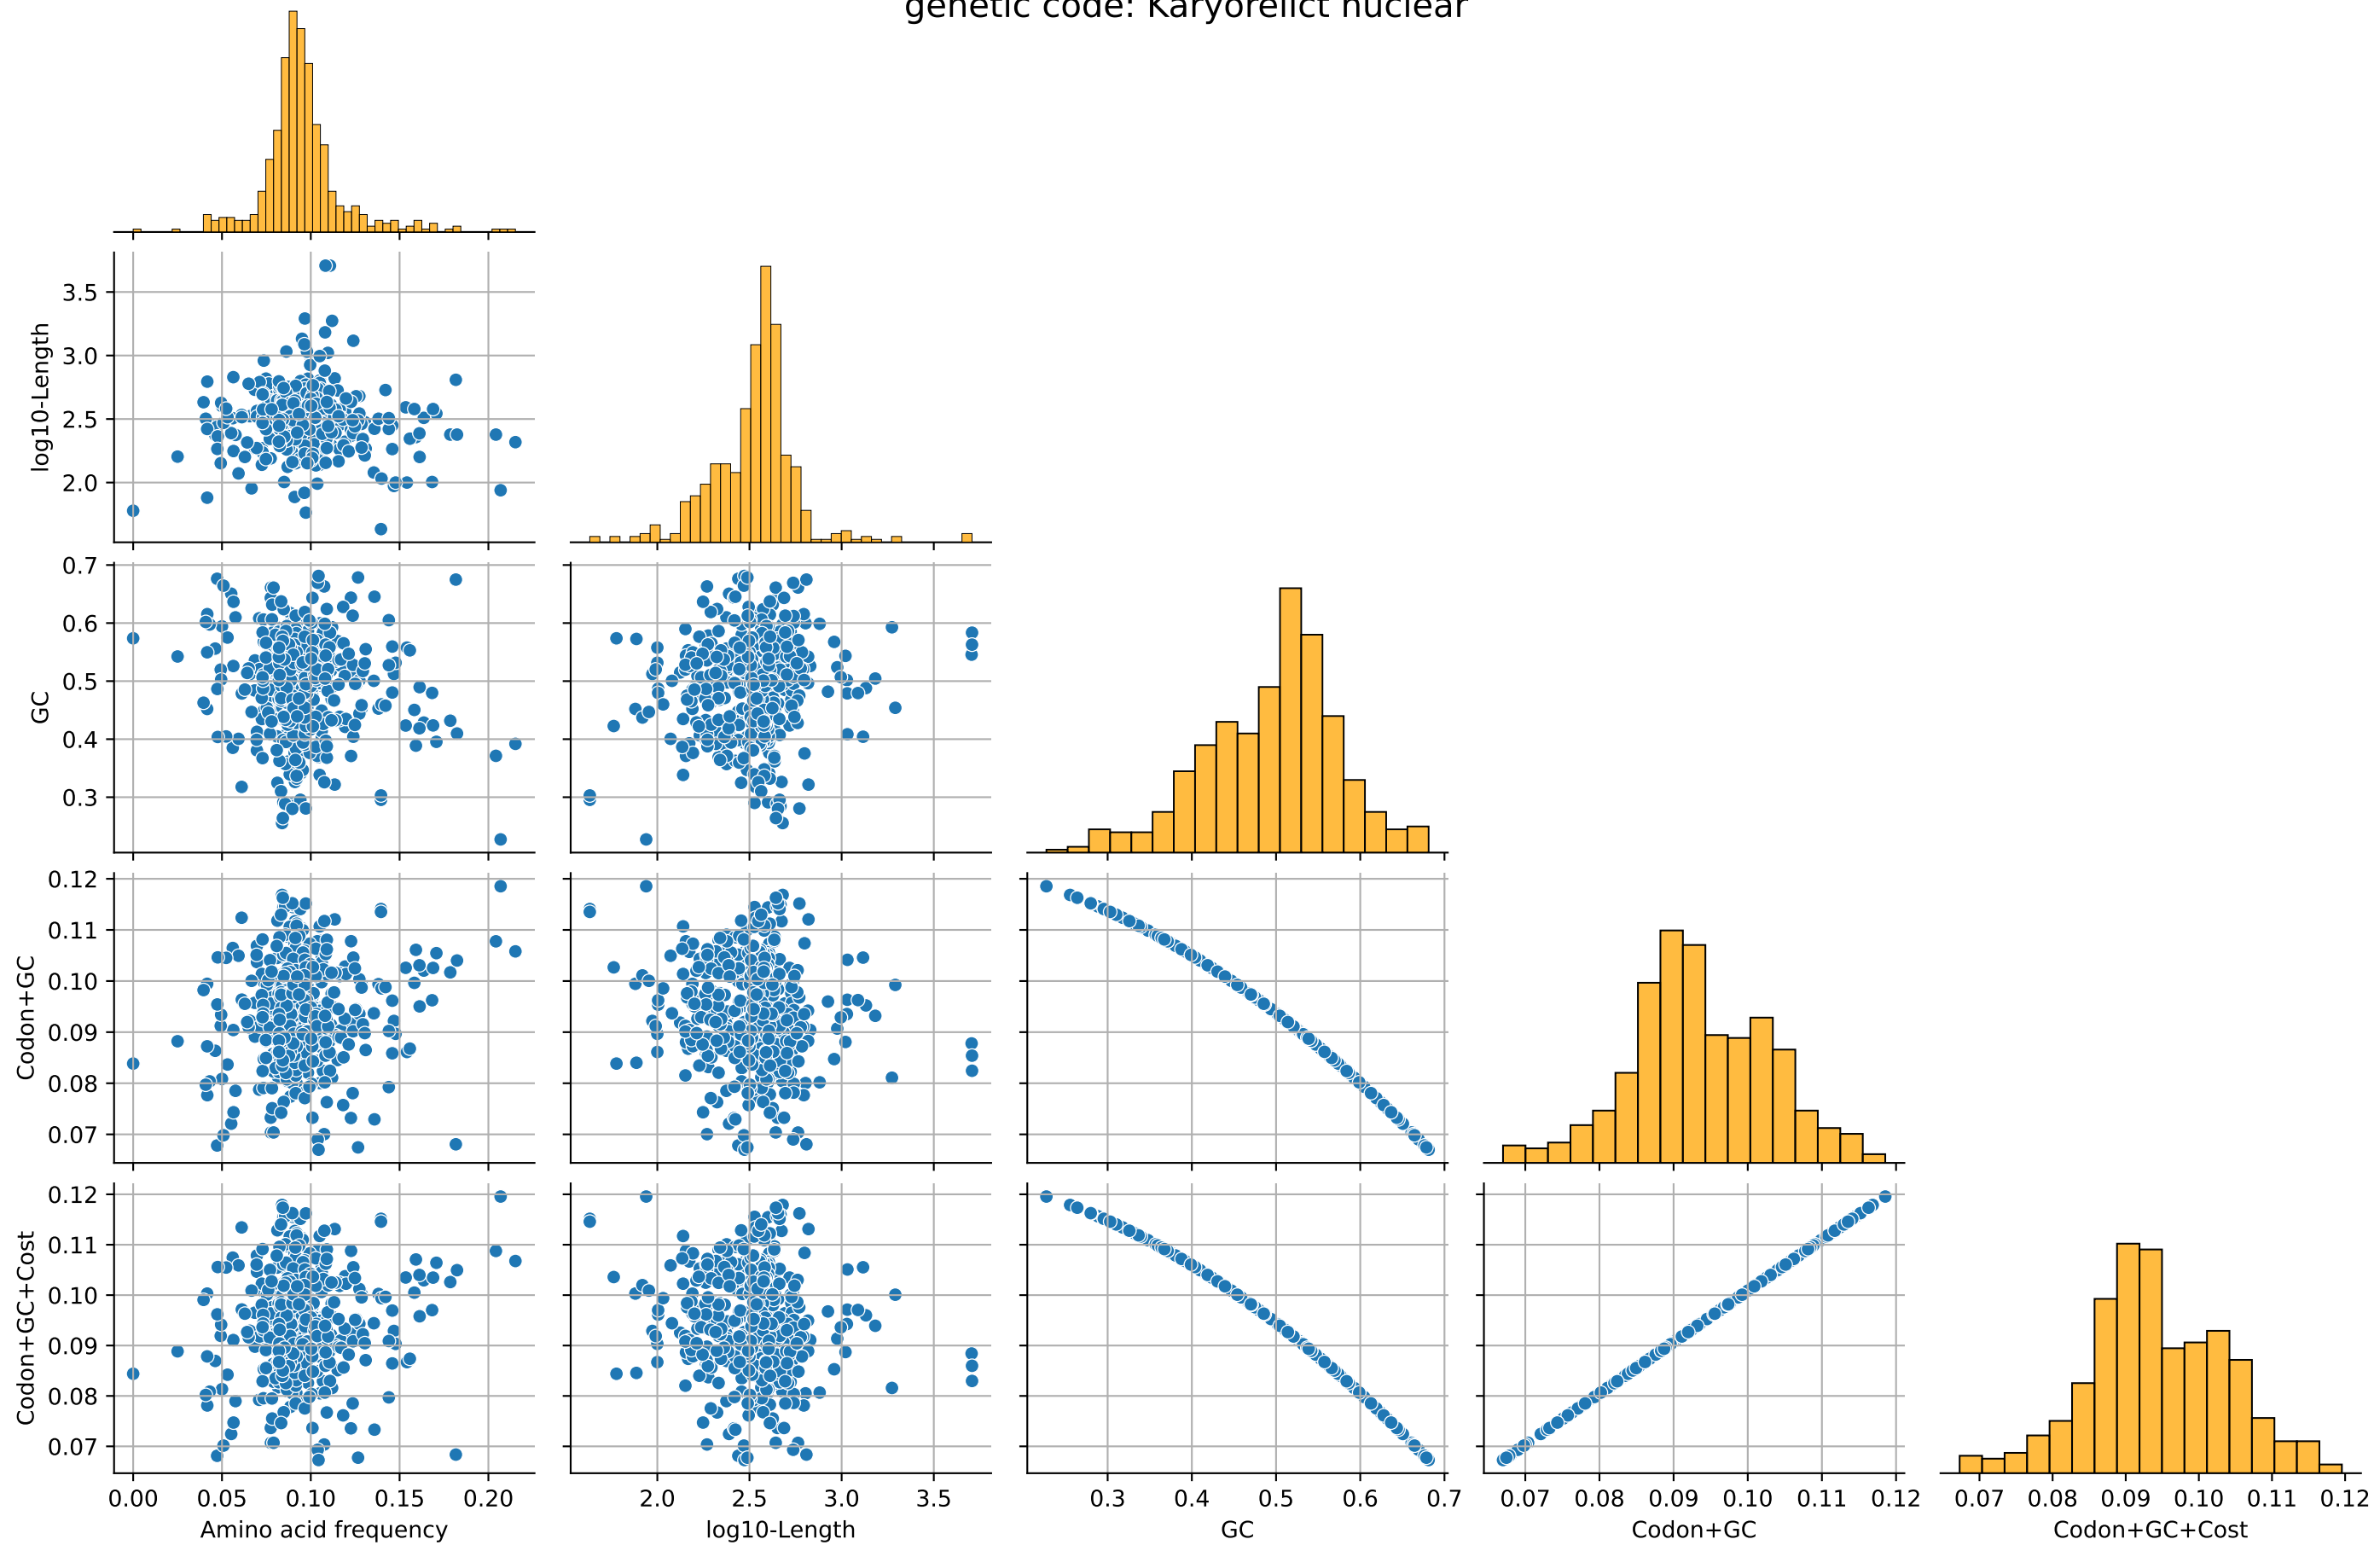 genetic code: Karyorelict nuclear
3.5
3.0
2.5
2.0
log10-Length
0.7
0.6
0.5
0.4
0.3
GC
0.12
0.11
0.10
0.09
0.08
0.07
Codon+GC
0.12
0.11
0.10
0.09
0.08
0.07
Codon+GC+Cost
0.00 0.05 0.10 0.15 0.20
2.0 2.5 3.0 3.5
0.3 0.4 0.5 0.6 0.7
0.07 0.08 0.09 0.10 0.11 0.12
0.07 0.08 0.09 0.10 0.11 0.12
Amino acid frequency
log10-Length
GC
Codon+GC
Codon+GC+Cost